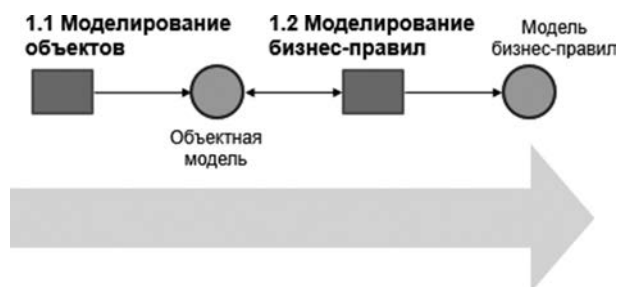 1.1 Моделирование
объектов
1.2 Моделирование
бизнес-правил
Модель
бизнес-правил
Объектная
модель